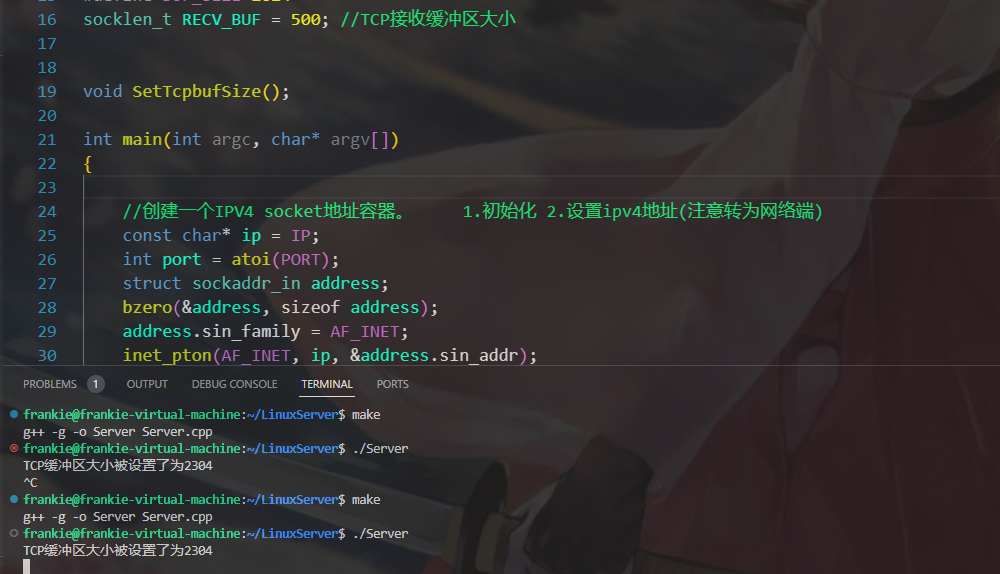 16 socklen_t RECV_BUF = 500; //TCP接收缓冲区大小
17
18
19 void SetTcpbufSize();
20
21 int main(int argc, char* argv[])
22 {
23
24 //创建一个IPV4 socket地址容器。 1.初始化 2.设置ipv4地址(注意转为网络端)
25 const char* ip = IP;
26 int port = atoi(PORT);
27 struct sockaddr_in address;
28 bzero(&address, sizeof address);
29 address.sin_family = AF_INET;
30 inet_pton(AF_INET, ip, &address.sin_addr);
PROBLEMS 1 OUTPUT DEBUG CONSOLE TERMINAL PORTS
frankie@frankie-virtual-machine:~/LinuxServer$ make
g++ -g -o Server Server.cpp
frankie@frankie-virtual-machine:~/LinuxServer$ ./Server
TCP缓冲区大小被设置了为2304
^C
frankie@frankie-virtual-machine:~/LinuxServer$ make
g++ -g -o Server Server.cpp
frankie@frankie-virtual-machine:~/LinuxServer$ ./Server
TCP缓冲区大小被设置了为2304